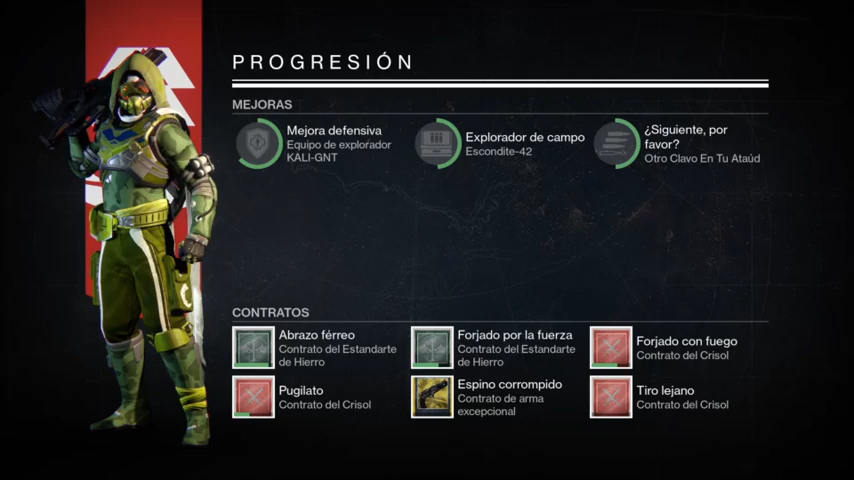 PROGRESIÓN
MEJORAS
Mejora defensiva
Equipo de explorador
KALI-GNT
Explorador de campo
Escondite-42
¿Siguiente, por
favor?
Otro Clavo En Tu Ataúd
CONTRATOS
Abrazo férreo
Contrato del Estandarte
de Hierro
Forjado por la fuerza
Contrato del Estandarte
de Hierro
Forjado con fuego
Contrato del Crisol
Pugilato
Contrato del Crisol
Espino corrompido
Contrato de arma
excepcional
Tiro lejano
Contrato del Crisol